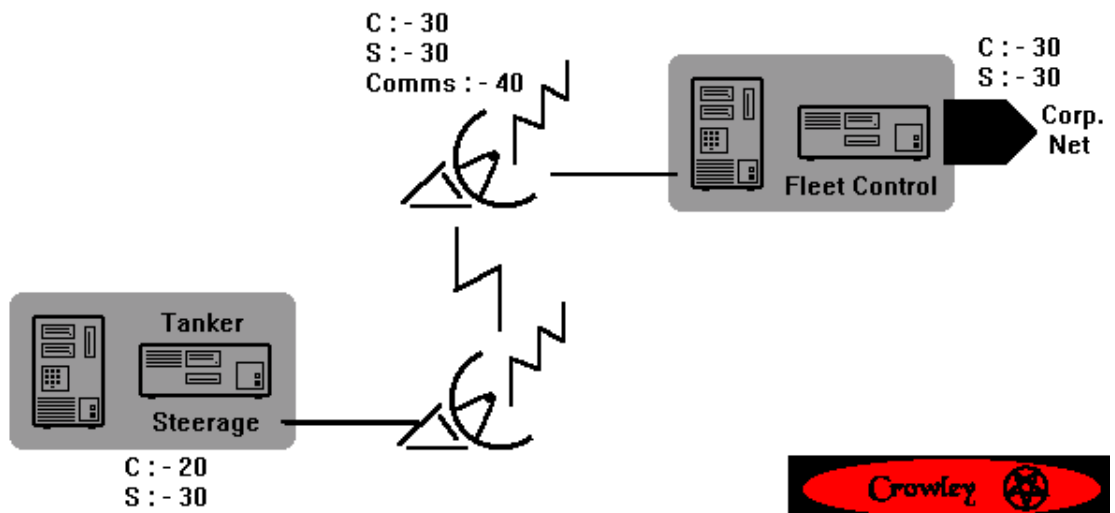 C : - 30
S : - 30
Comms : - 40
C : - 30
S : - 30
Corp.
Net
Fleet Control
Tanker
Steerage
C : - 20
S : - 30
Crowley